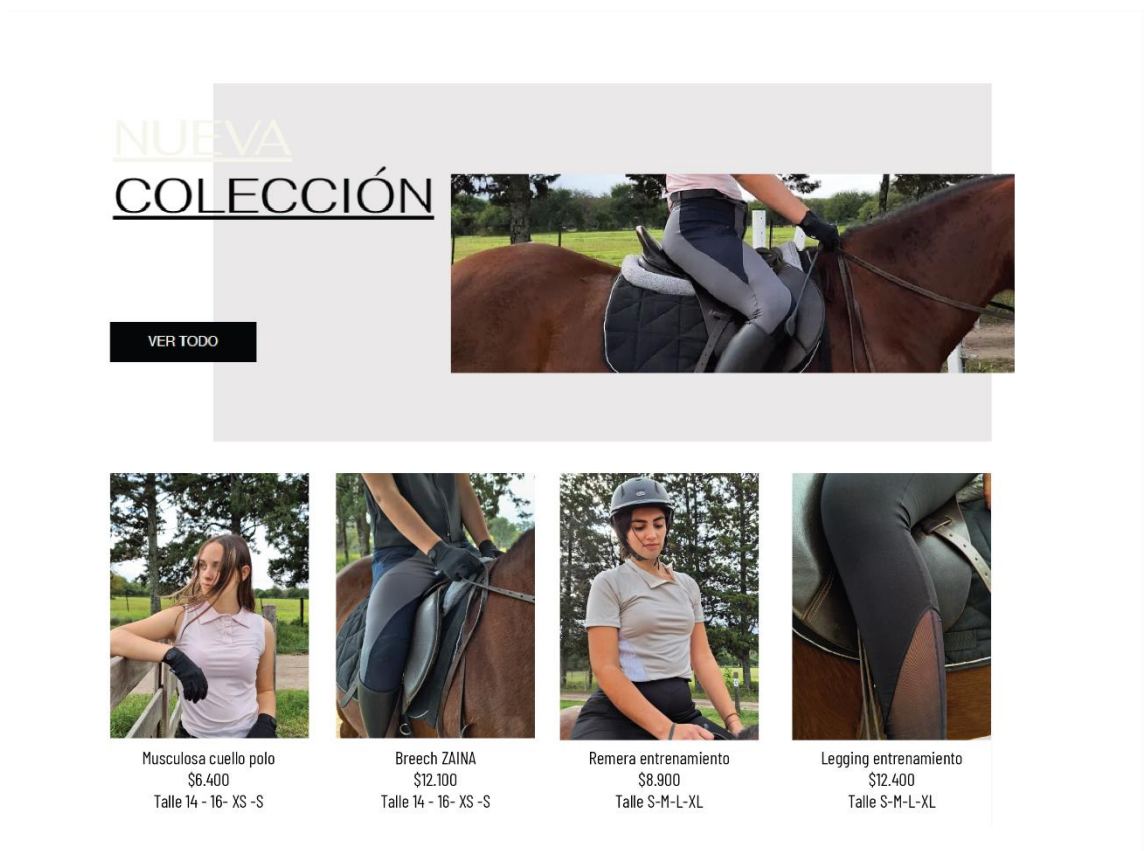 NUEVA
COLECCIÓN
VER TODO
Musculosa cuello polo
$6.400
Talle 14 - 16- XS -S
Breech ZAINA
$12.100
Talle 14 - 16- XS -S
Remera entrenamiento
$8.900
Talle S-M-L-XL
Legging entrenamiento
$12.400
Talle S-M-L-XL